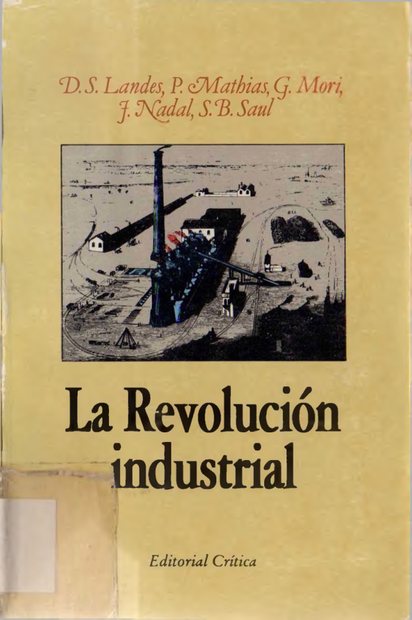 D. S. Landes, P. Mathias, G. Mori,
J. Nadal, S. B. Saul
La Revolución
industrial
Editorial Crítica